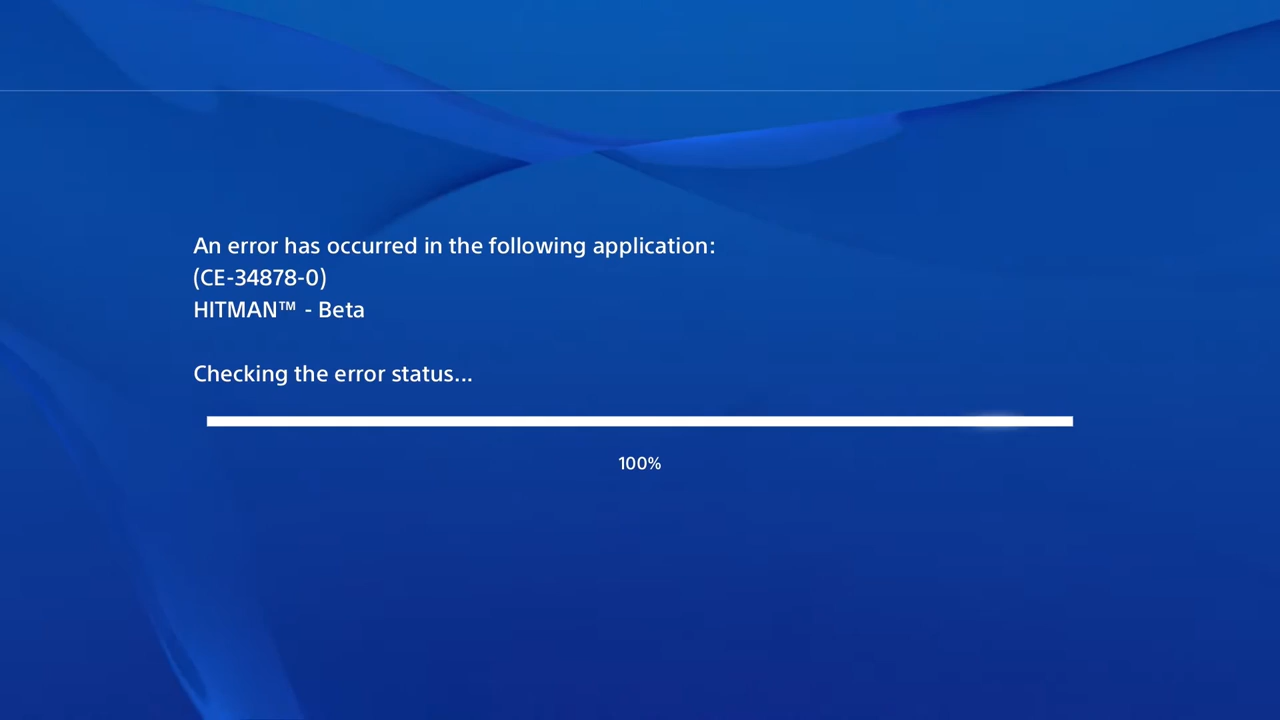 An error has occurred in the following application:
(CE-34878-0)
HITMAN™ - Beta
Checking the error status...
100%